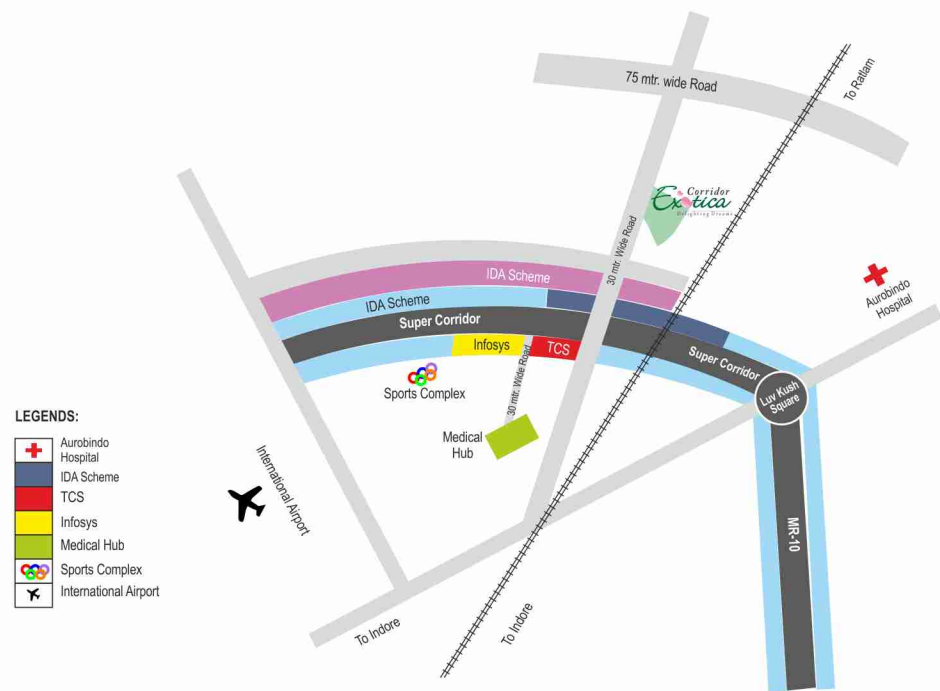 75 mtr. wide Road
To Ratlam
Corridor
Exotica
Delighting Dreams
30 mtr. Wide Road
Aurobindo
Hospital
IDA Scheme
IDA Scheme
Super Corridor
Super Corridor
Infosys
TCS
30 mtr. Wide Road
Luv Kush
Square
Sports Complex
Medical
Hub
International Airport
MR-10
To Indore
To Indore
LEGENDS:
Aurobindo
Hospital
IDA Scheme
TCS
Infosys
Medical Hub
Sports Complex
International Airport